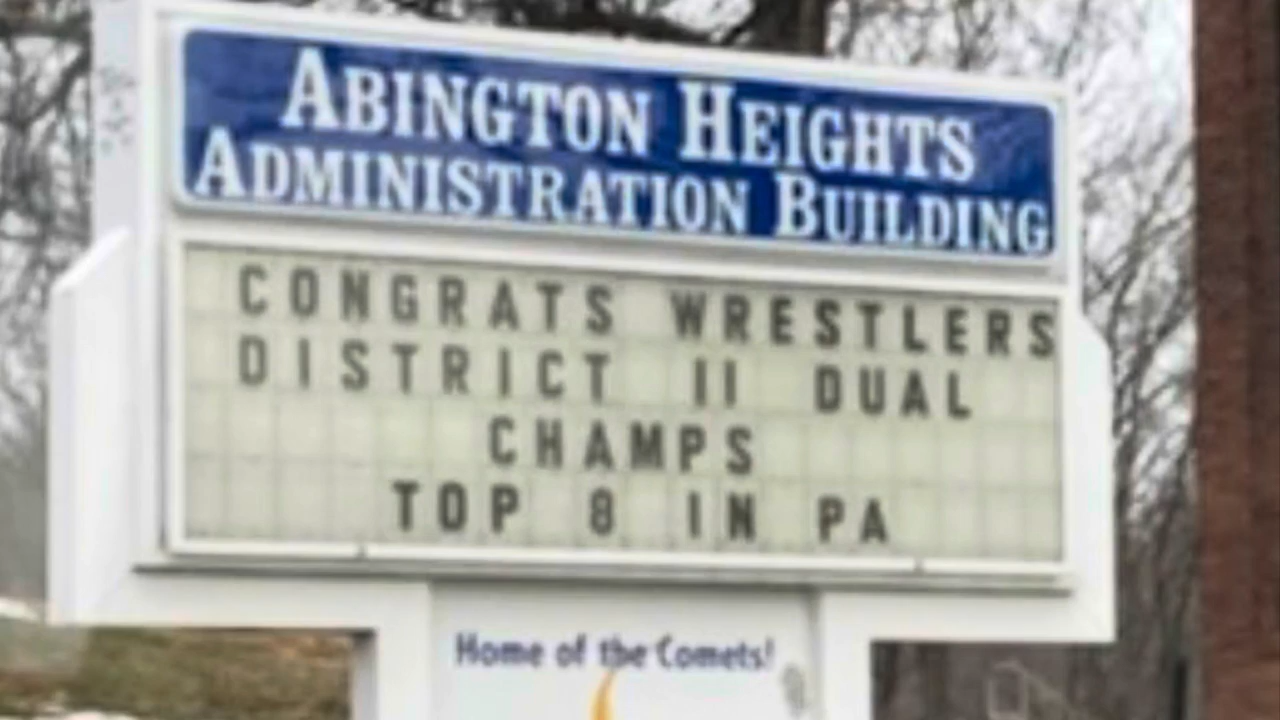 ABINGTON HEIGHTS
ADMINISTRATION BUILDING
CONGRATS WRESTLERS
DISTRICT II DUAL
CHAMPS
TOP 8 IN PA
Home of the Comets!